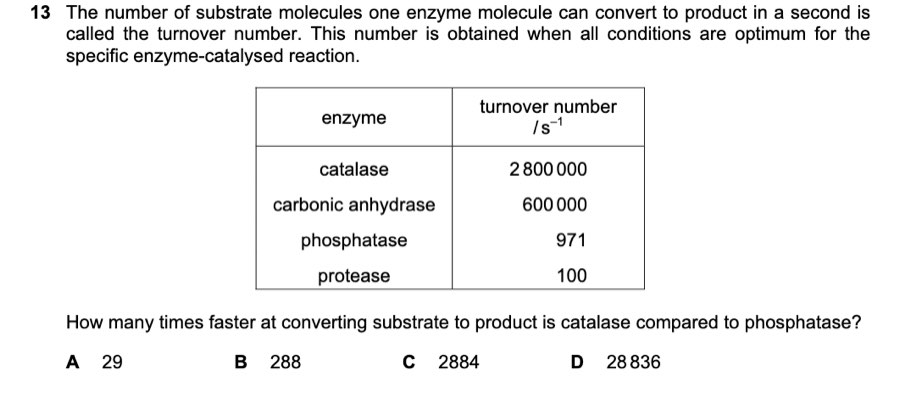 13 The number of substrate molecules one enzyme molecule can convert to product in a second is
called the turnover number. This number is obtained when all conditions are optimum for the
specific enzyme-catalysed reaction.
enzyme turnover number
/s⁻¹
catalase 2 800 000
carbonic anhydrase 600 000
phosphatase 971
protease 100
How many times faster at converting substrate to product is catalase compared to phosphatase?
A 29 B 288 C 2884 D 28 836